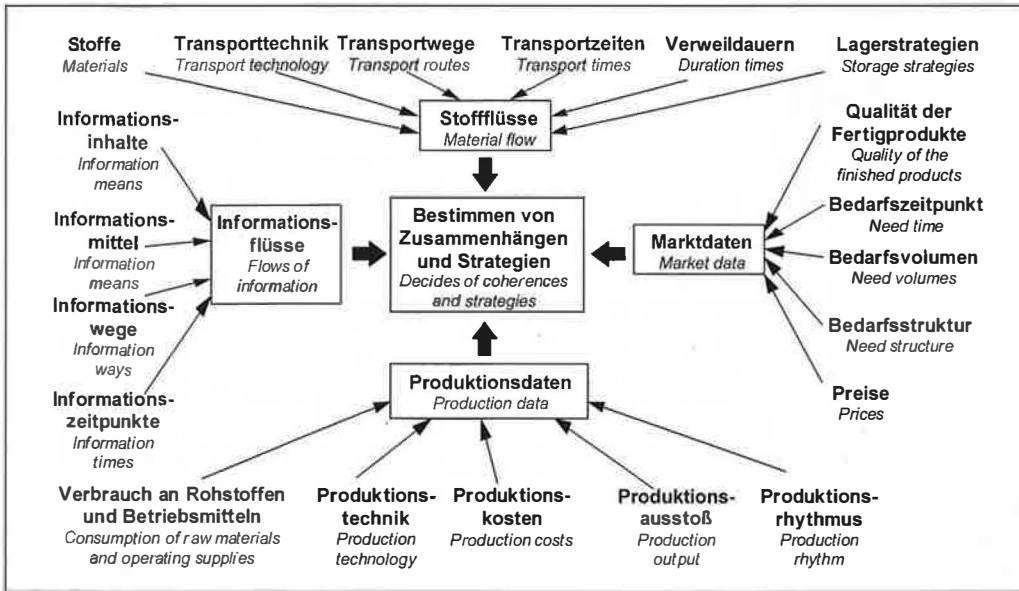 Stoffe
Materials
Transporttechnik
Transport technology
Transportwege
Transport routes
Transportzeiten
Transport times
Verweildauern
Duration times
Lagerstrategien
Storage strategies
Stoffflüsse
Material flow
Informations-
inhalte
Information
means
Informations-
mittel
Information
means
Informations-
wege
Information
ways
Informations-
zeitpunkte
Information
times
Informations-
flüsse
Flows of
information
Bestimmen von
Zusammenhängen
und Strategien
Decides of coherences
and strategies
Marktdaten
Market data
Qualität der
Fertigprodukte
Quality of the
finished products
Bedarfszeitpunkt
Need time
Bedarfsvolumen
Need volumes
Bedarfsstruktur
Need structure
Preise
Prices
Produktionsdaten
Production data
Verbrauch an Rohstoffen
und Betriebsmitteln
Consumption of raw materials
and operating supplies
Produktions-
technik
Production
technology
Produktions-
kosten
Production costs
Produktions-
ausstoß
Production
output
Produktions-
rhythmus
Production
rhythm